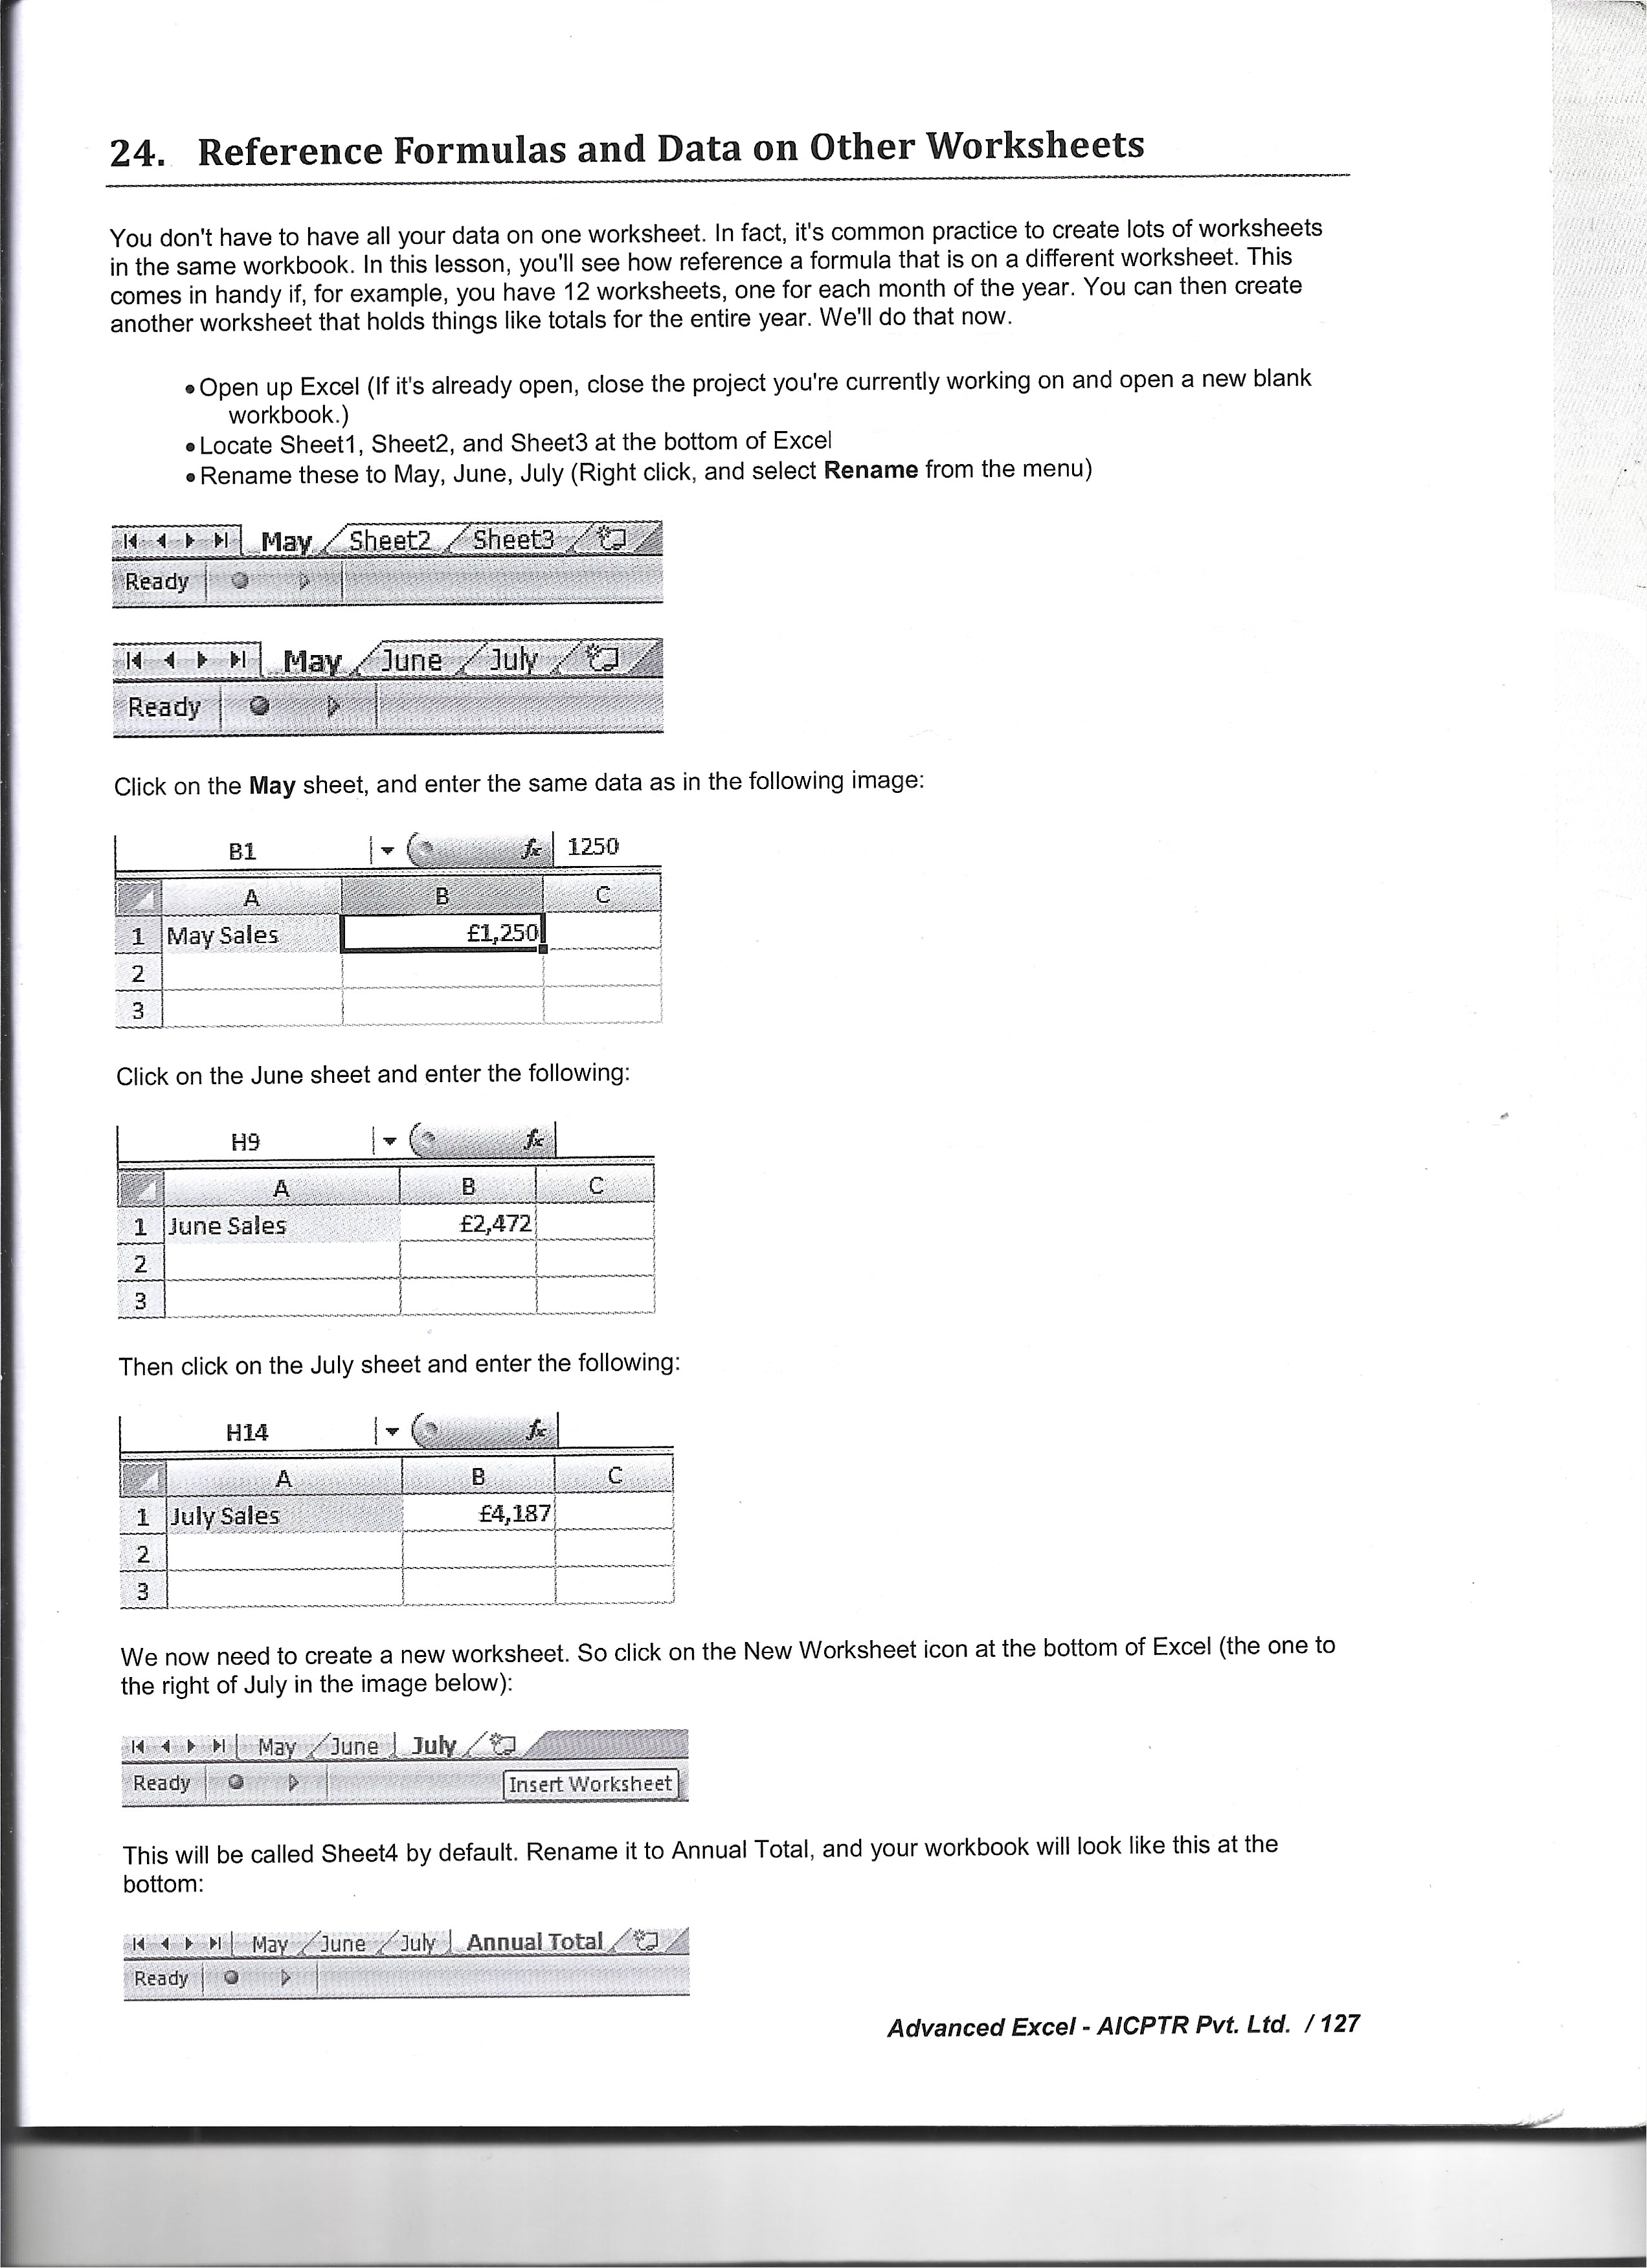 24. Reference Formulas and Data on Other Worksheets
You don't have to have all your data on one worksheet. In fact, it's common practice to create lots of worksheets
in the same workbook. In this lesson, you'll see how reference a formula that is on a different worksheet. This
comes in handy if, for example, you have 12 worksheets, one for each month of the year. You can then create
another worksheet that holds things like totals for the entire year. We'll do that now.
• Open up Excel (If it's already open, close the project you're currently working on and open a new blank
workbook.)
• Locate Sheet1, Sheet2, and Sheet3 at the bottom of Excel
• Rename these to May, June, July (Right click, and select Rename from the menu)
May Sheet2 Sheet3
Ready
May June July
Ready
Click on the May sheet, and enter the same data as in the following image:
B1 fx 1250
A B C
1 May Sales £1,250
2
3
Click on the June sheet and enter the following:
H9 fx
A B C
1 June Sales £2,472
2
3
Then click on the July sheet and enter the following:
H14 fx
A B C
1 July Sales £4,187
2
3
We now need to create a new worksheet. So click on the New Worksheet icon at the bottom of Excel (the one to
the right of July in the image below):
May June July
Ready Insert Worksheet
This will be called Sheet4 by default. Rename it to Annual Total, and your workbook will look like this at the
bottom:
May June July Annual Total
Ready
Advanced Excel - AICPTR Pvt. Ltd. / 127